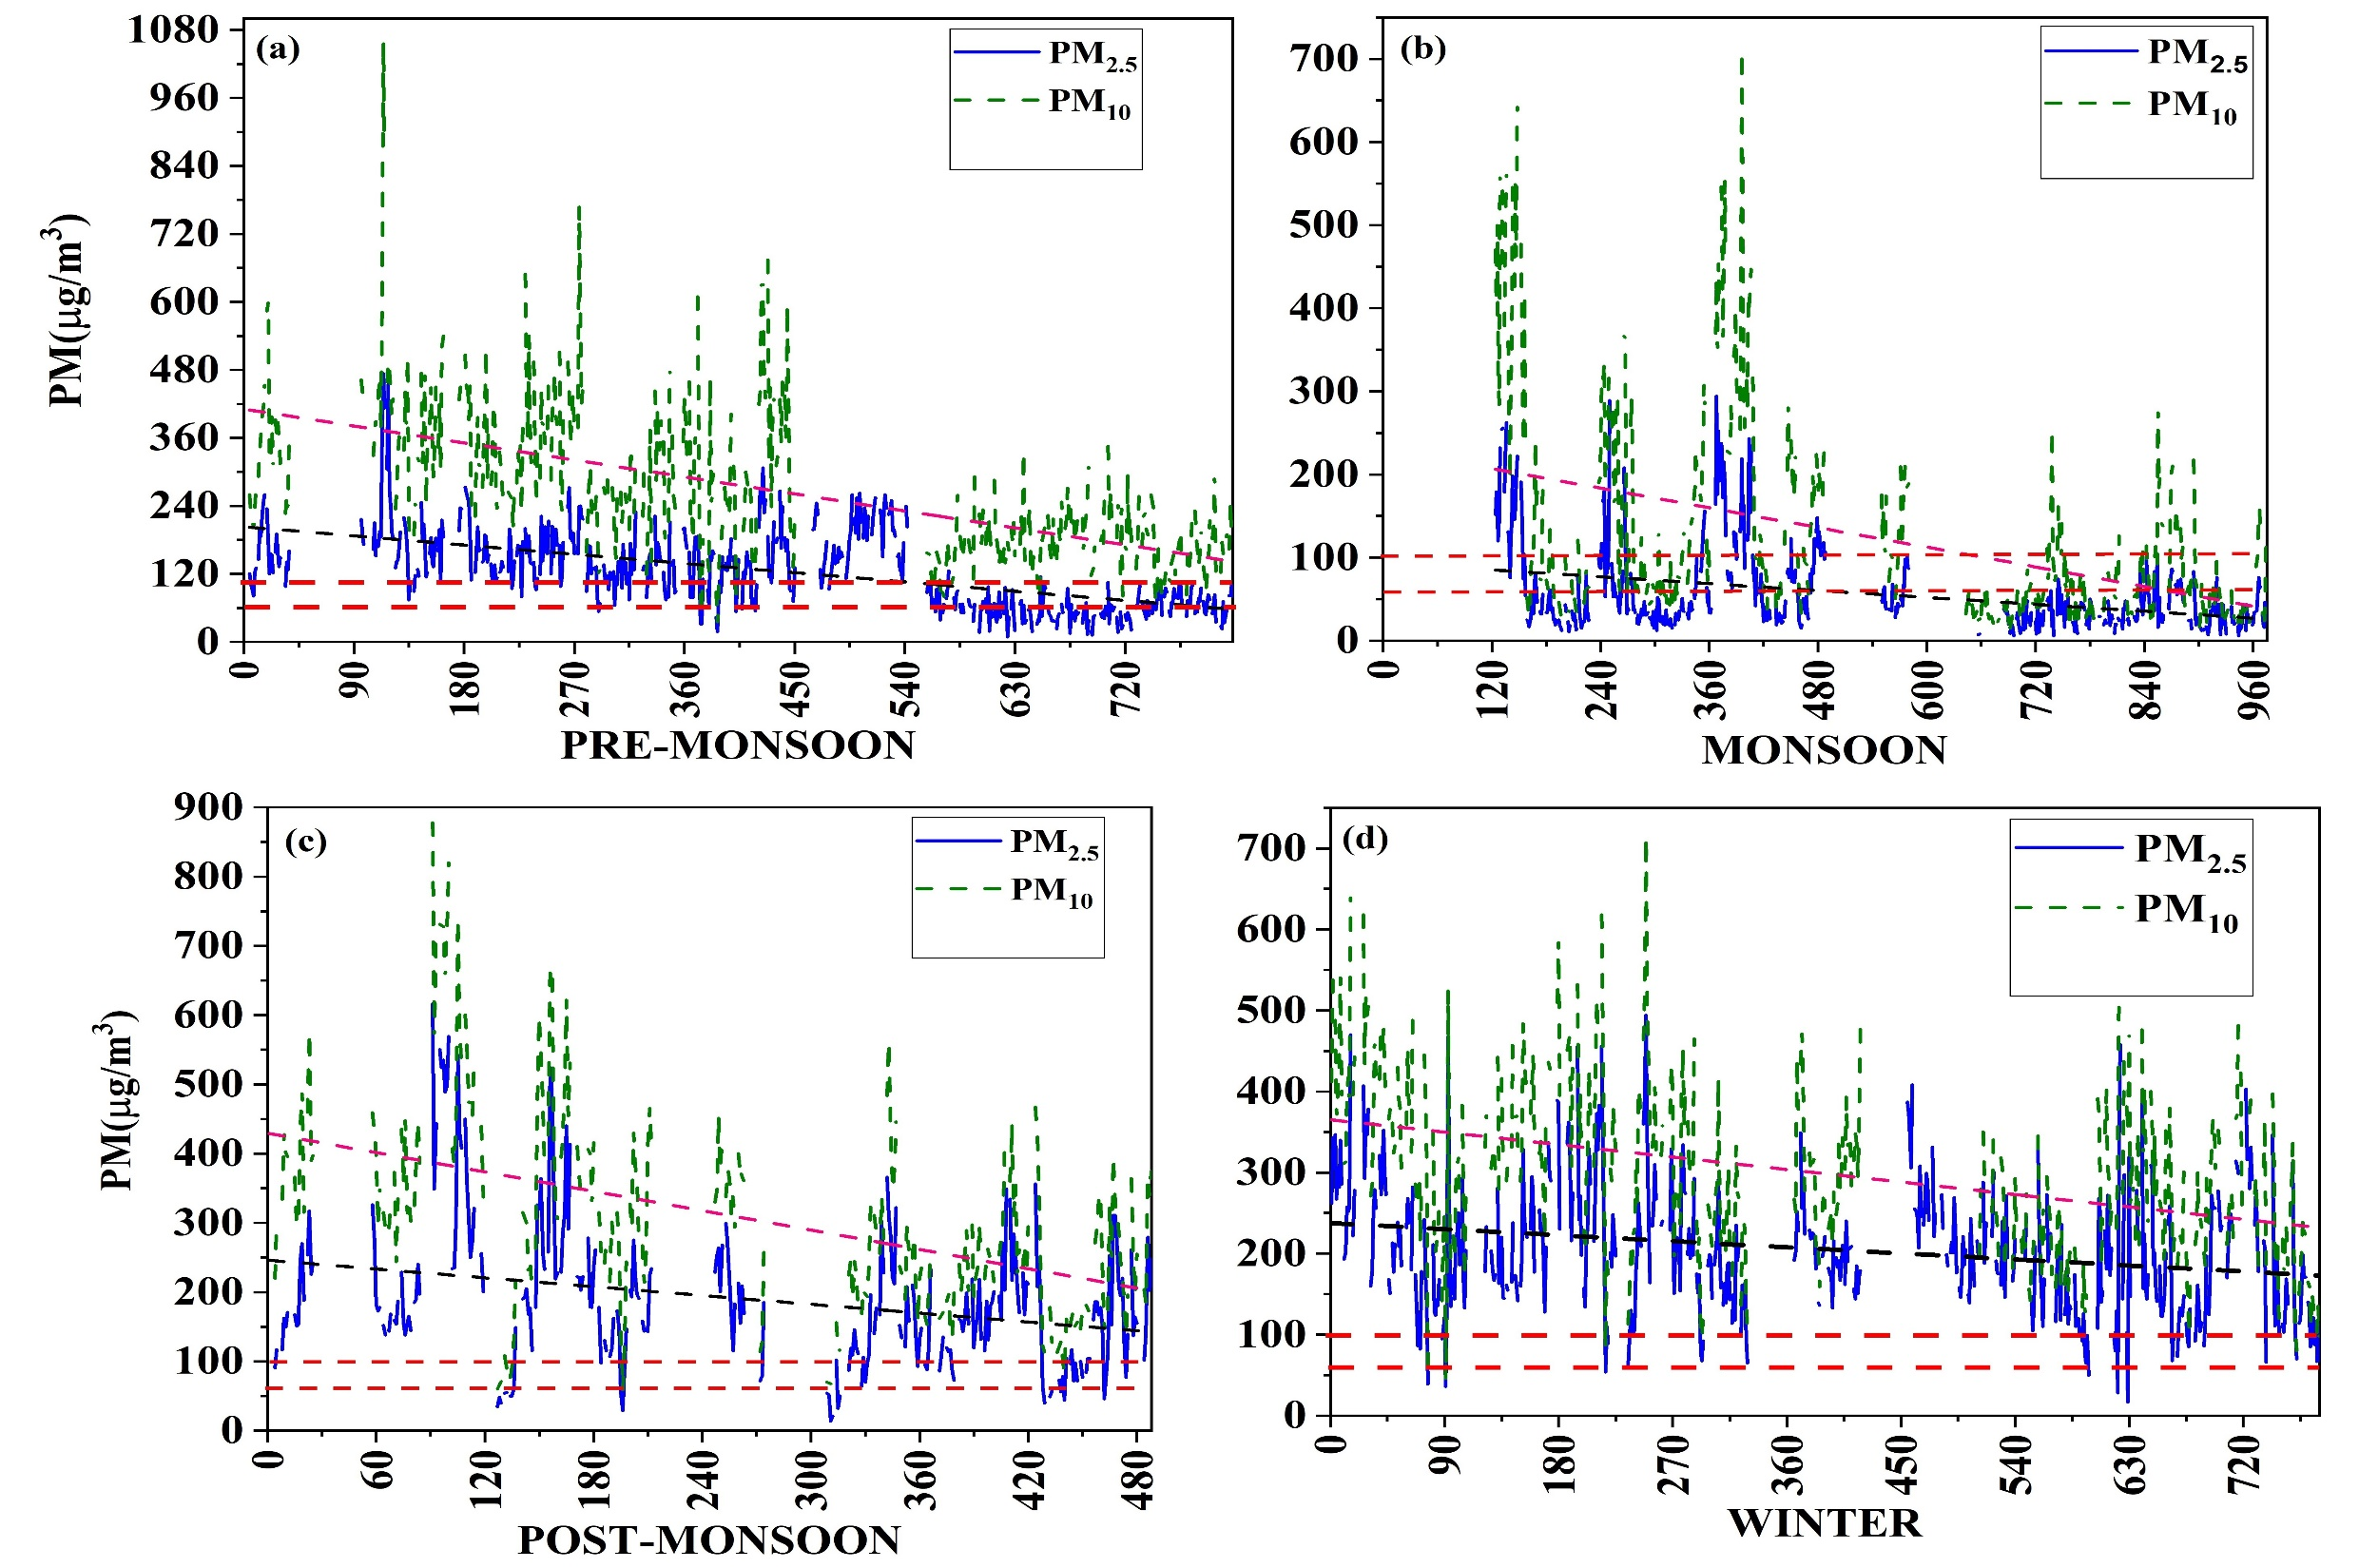 (a)
PM2.5
PM10
PM(μg/m3)
1080
960
840
720
600
480
360
240
120
0
0 90 180 270 360 450 540 630 720
PRE-MONSOON
(b)
PM2.5
PM10
700
600
500
400
300
200
100
0
0 120 240 360 480 600 720 840 960
MONSOON
(c)
PM2.5
PM10
PM(μg/m3)
900
800
700
600
500
400
300
200
100
0
0 60 120 180 240 300 360 420 480
POST-MONSOON
(d)
PM2.5
PM10
700
600
500
400
300
200
100
0
0 90 180 270 360 450 540 630 720
WINTER